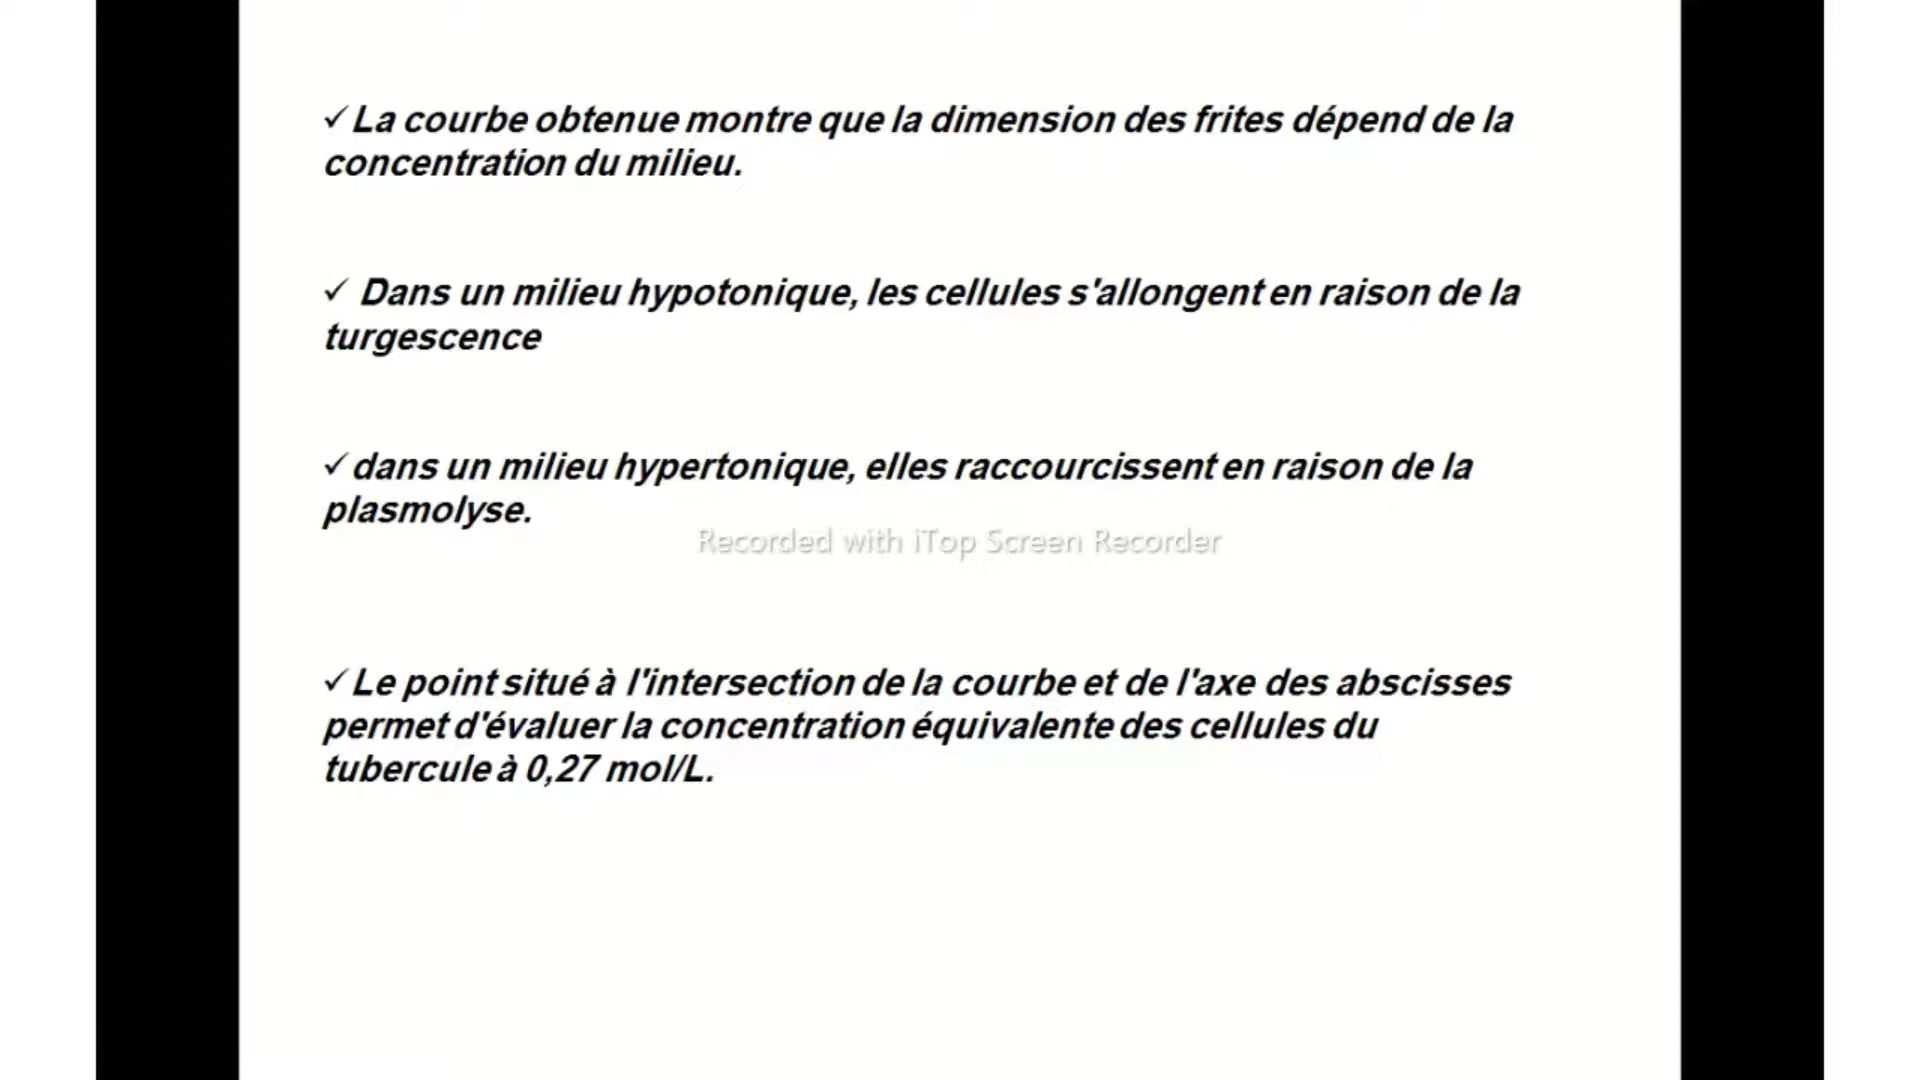 ✓ La courbe obtenue montre que la dimension des frites dépend de la
concentration du milieu.
✓ Dans un milieu hypotonique, les cellules s'allongent en raison de la
turgescence
✓ dans un milieu hypertonique, elles raccourcissent en raison de la
plasmolyse.
Recorded with iTop Screen Recorder
✓ Le point situé à l'intersection de la courbe et de l'axe des abscisses
permet d'évaluer la concentration équivalente des cellules du
tubercule à 0,27 mol/L.